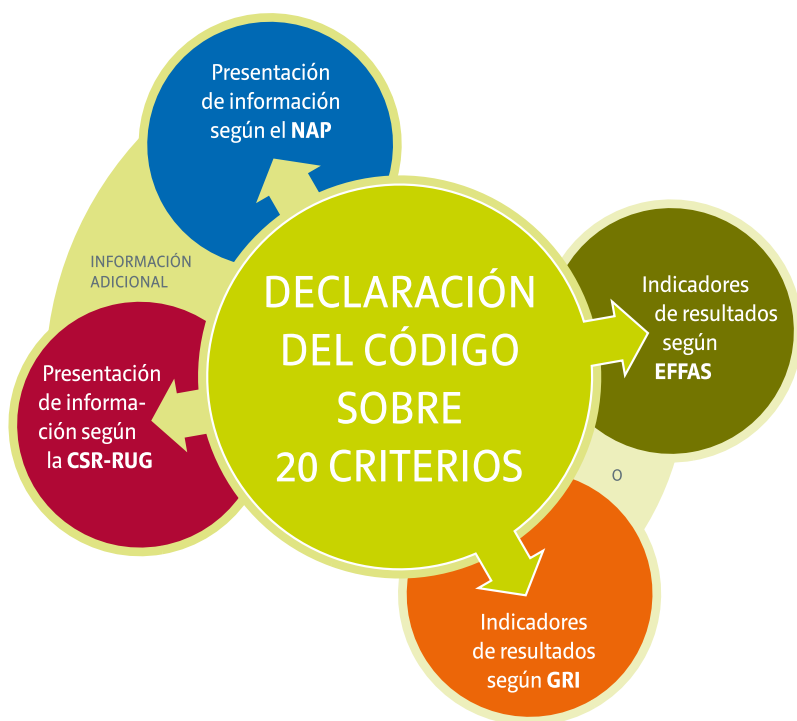 Presentación
de información
según el NAP
INFORMACIÓN
ADICIONAL
Presentación
de informa-
ción según
la CSR-RUG
DECLARACIÓN
DEL CÓDIGO
SOBRE
20 CRITERIOS
Indicadores
de resultados
según
EFFAS
O
Indicadores
de resultados
según GRI